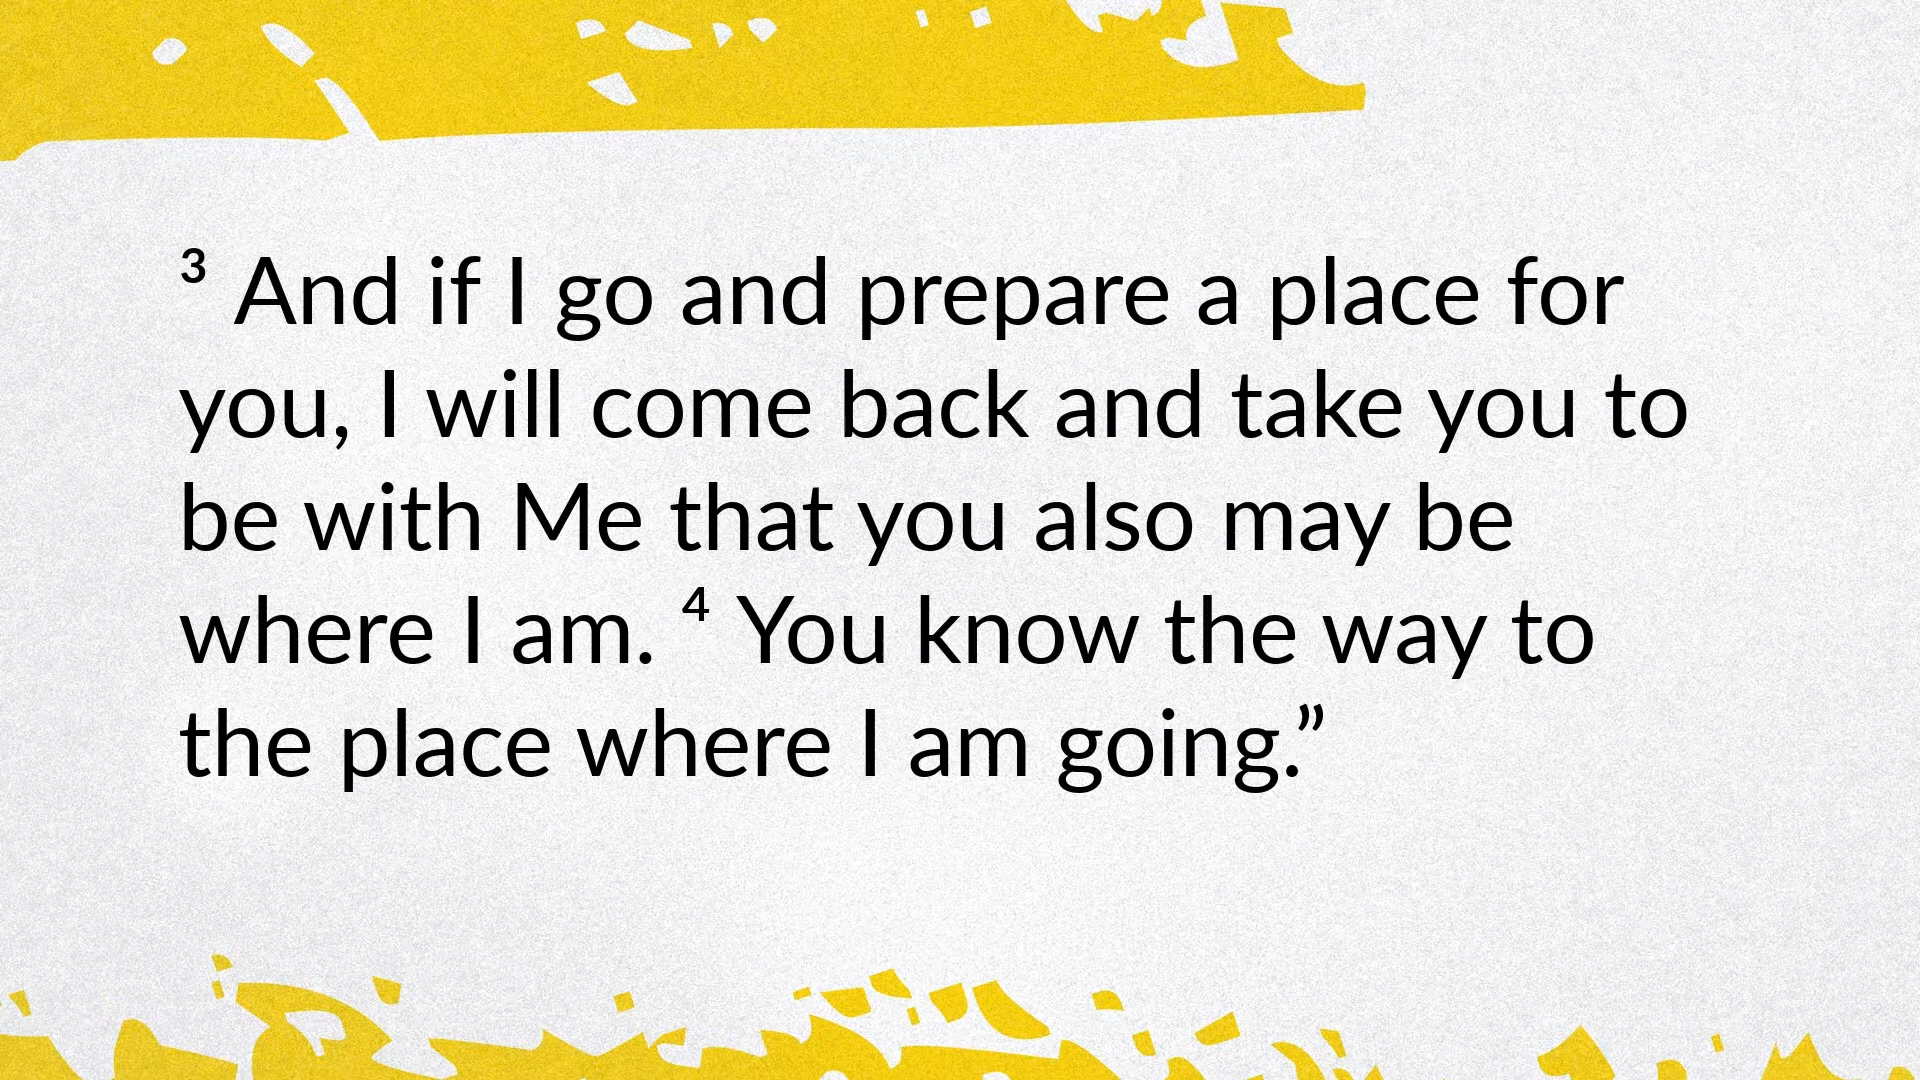 ³ And if I go and prepare a place for
you, I will come back and take you to
be with Me that you also may be
where I am. ⁴ You know the way to
the place where I am going.”